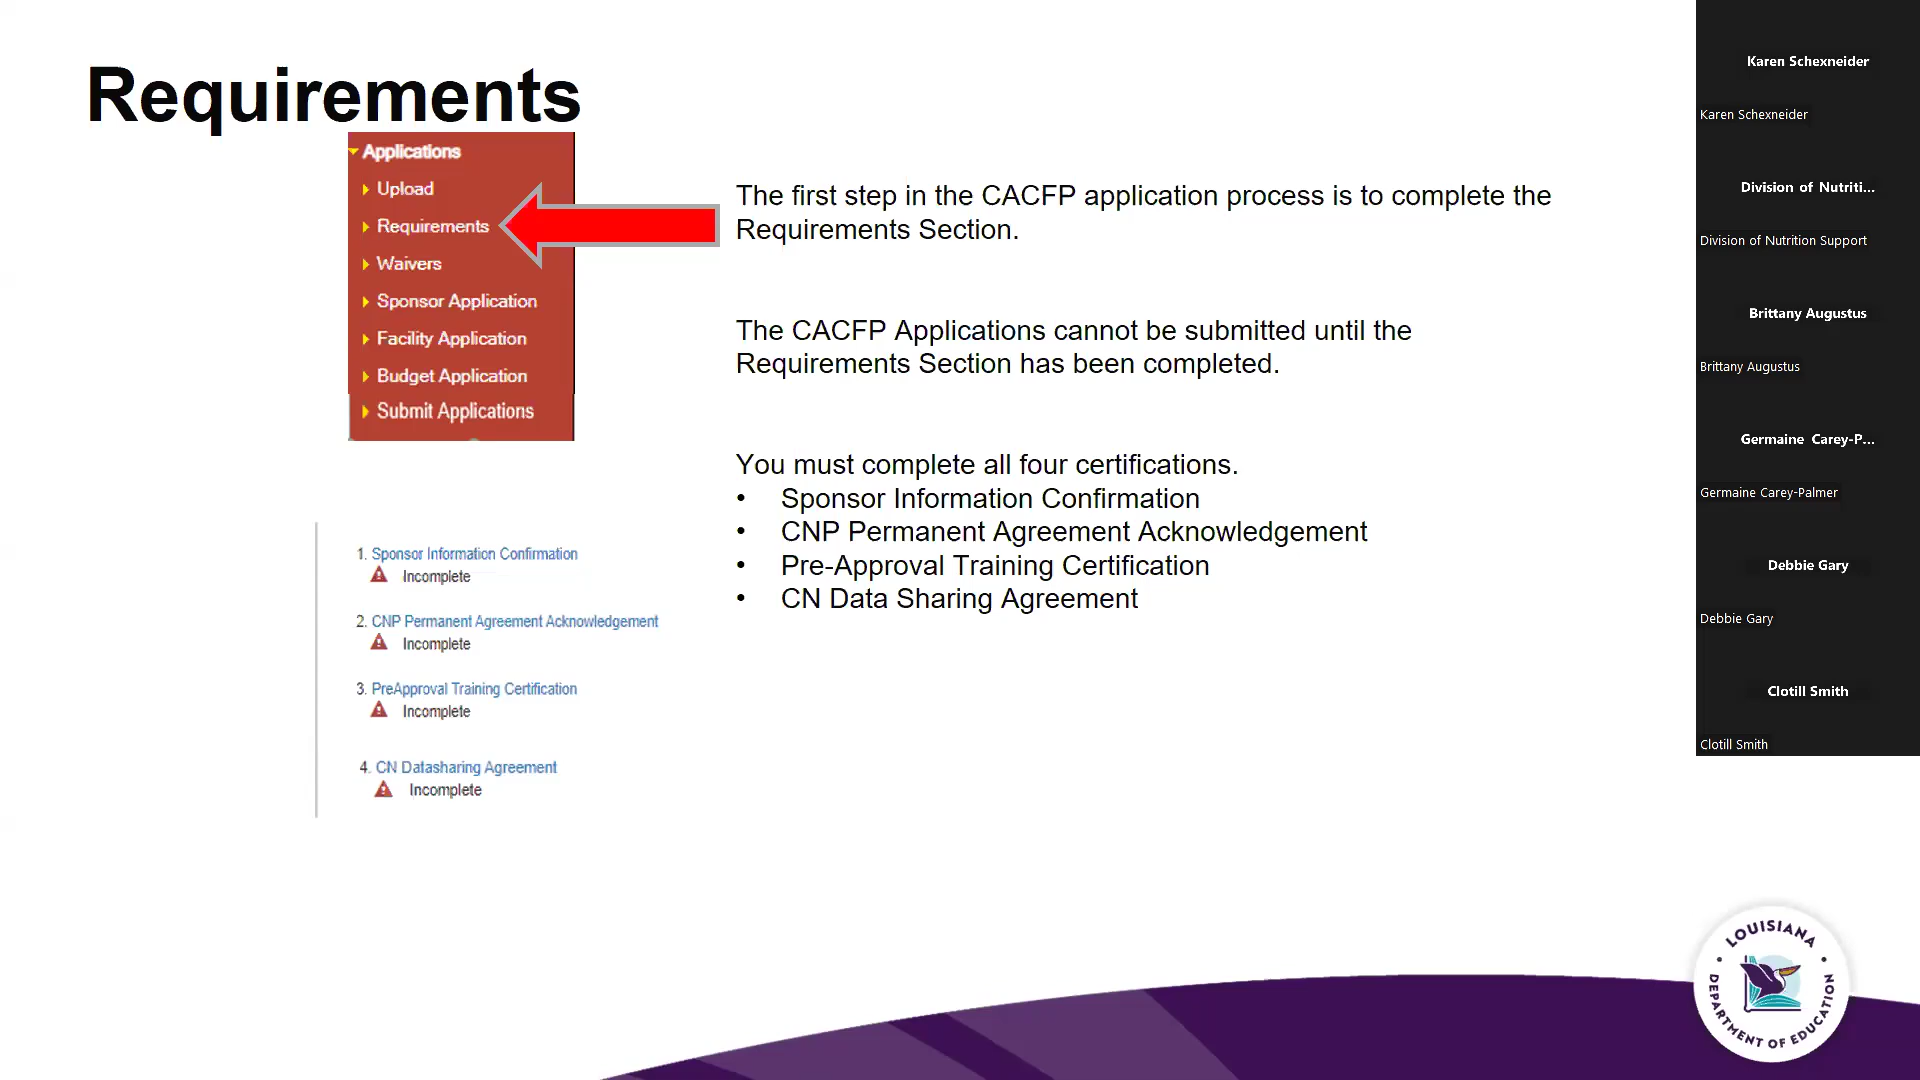 Requirements
Applications
Upload
Requirements
Waivers
Sponsor Application
Facility Application
Budget Application
Submit Applications
The first step in the CACFP application process is to complete the
Requirements Section.
The CACFP Applications cannot be submitted until the
Requirements Section has been completed.
You must complete all four certifications.
• Sponsor Information Confirmation
• CNP Permanent Agreement Acknowledgement
• Pre-Approval Training Certification
• CN Data Sharing Agreement
1. Sponsor Information Confirmation
Incomplete
2. CNP Permanent Agreement Acknowledgement
Incomplete
3. PreApproval Training Certification
Incomplete
4. CN Datasharing Agreement
Incomplete
Karen Schexneider
Karen Schexneider
Division of Nutriti...
Division of Nutrition Support
Brittany Augustus
Brittany Augustus
Germaine Carey-P...
Germaine Carey-Palmer
Debbie Gary
Debbie Gary
Clotill Smith
Clotill Smith
LOUISIANA
DEPARTMENT OF EDUCATION